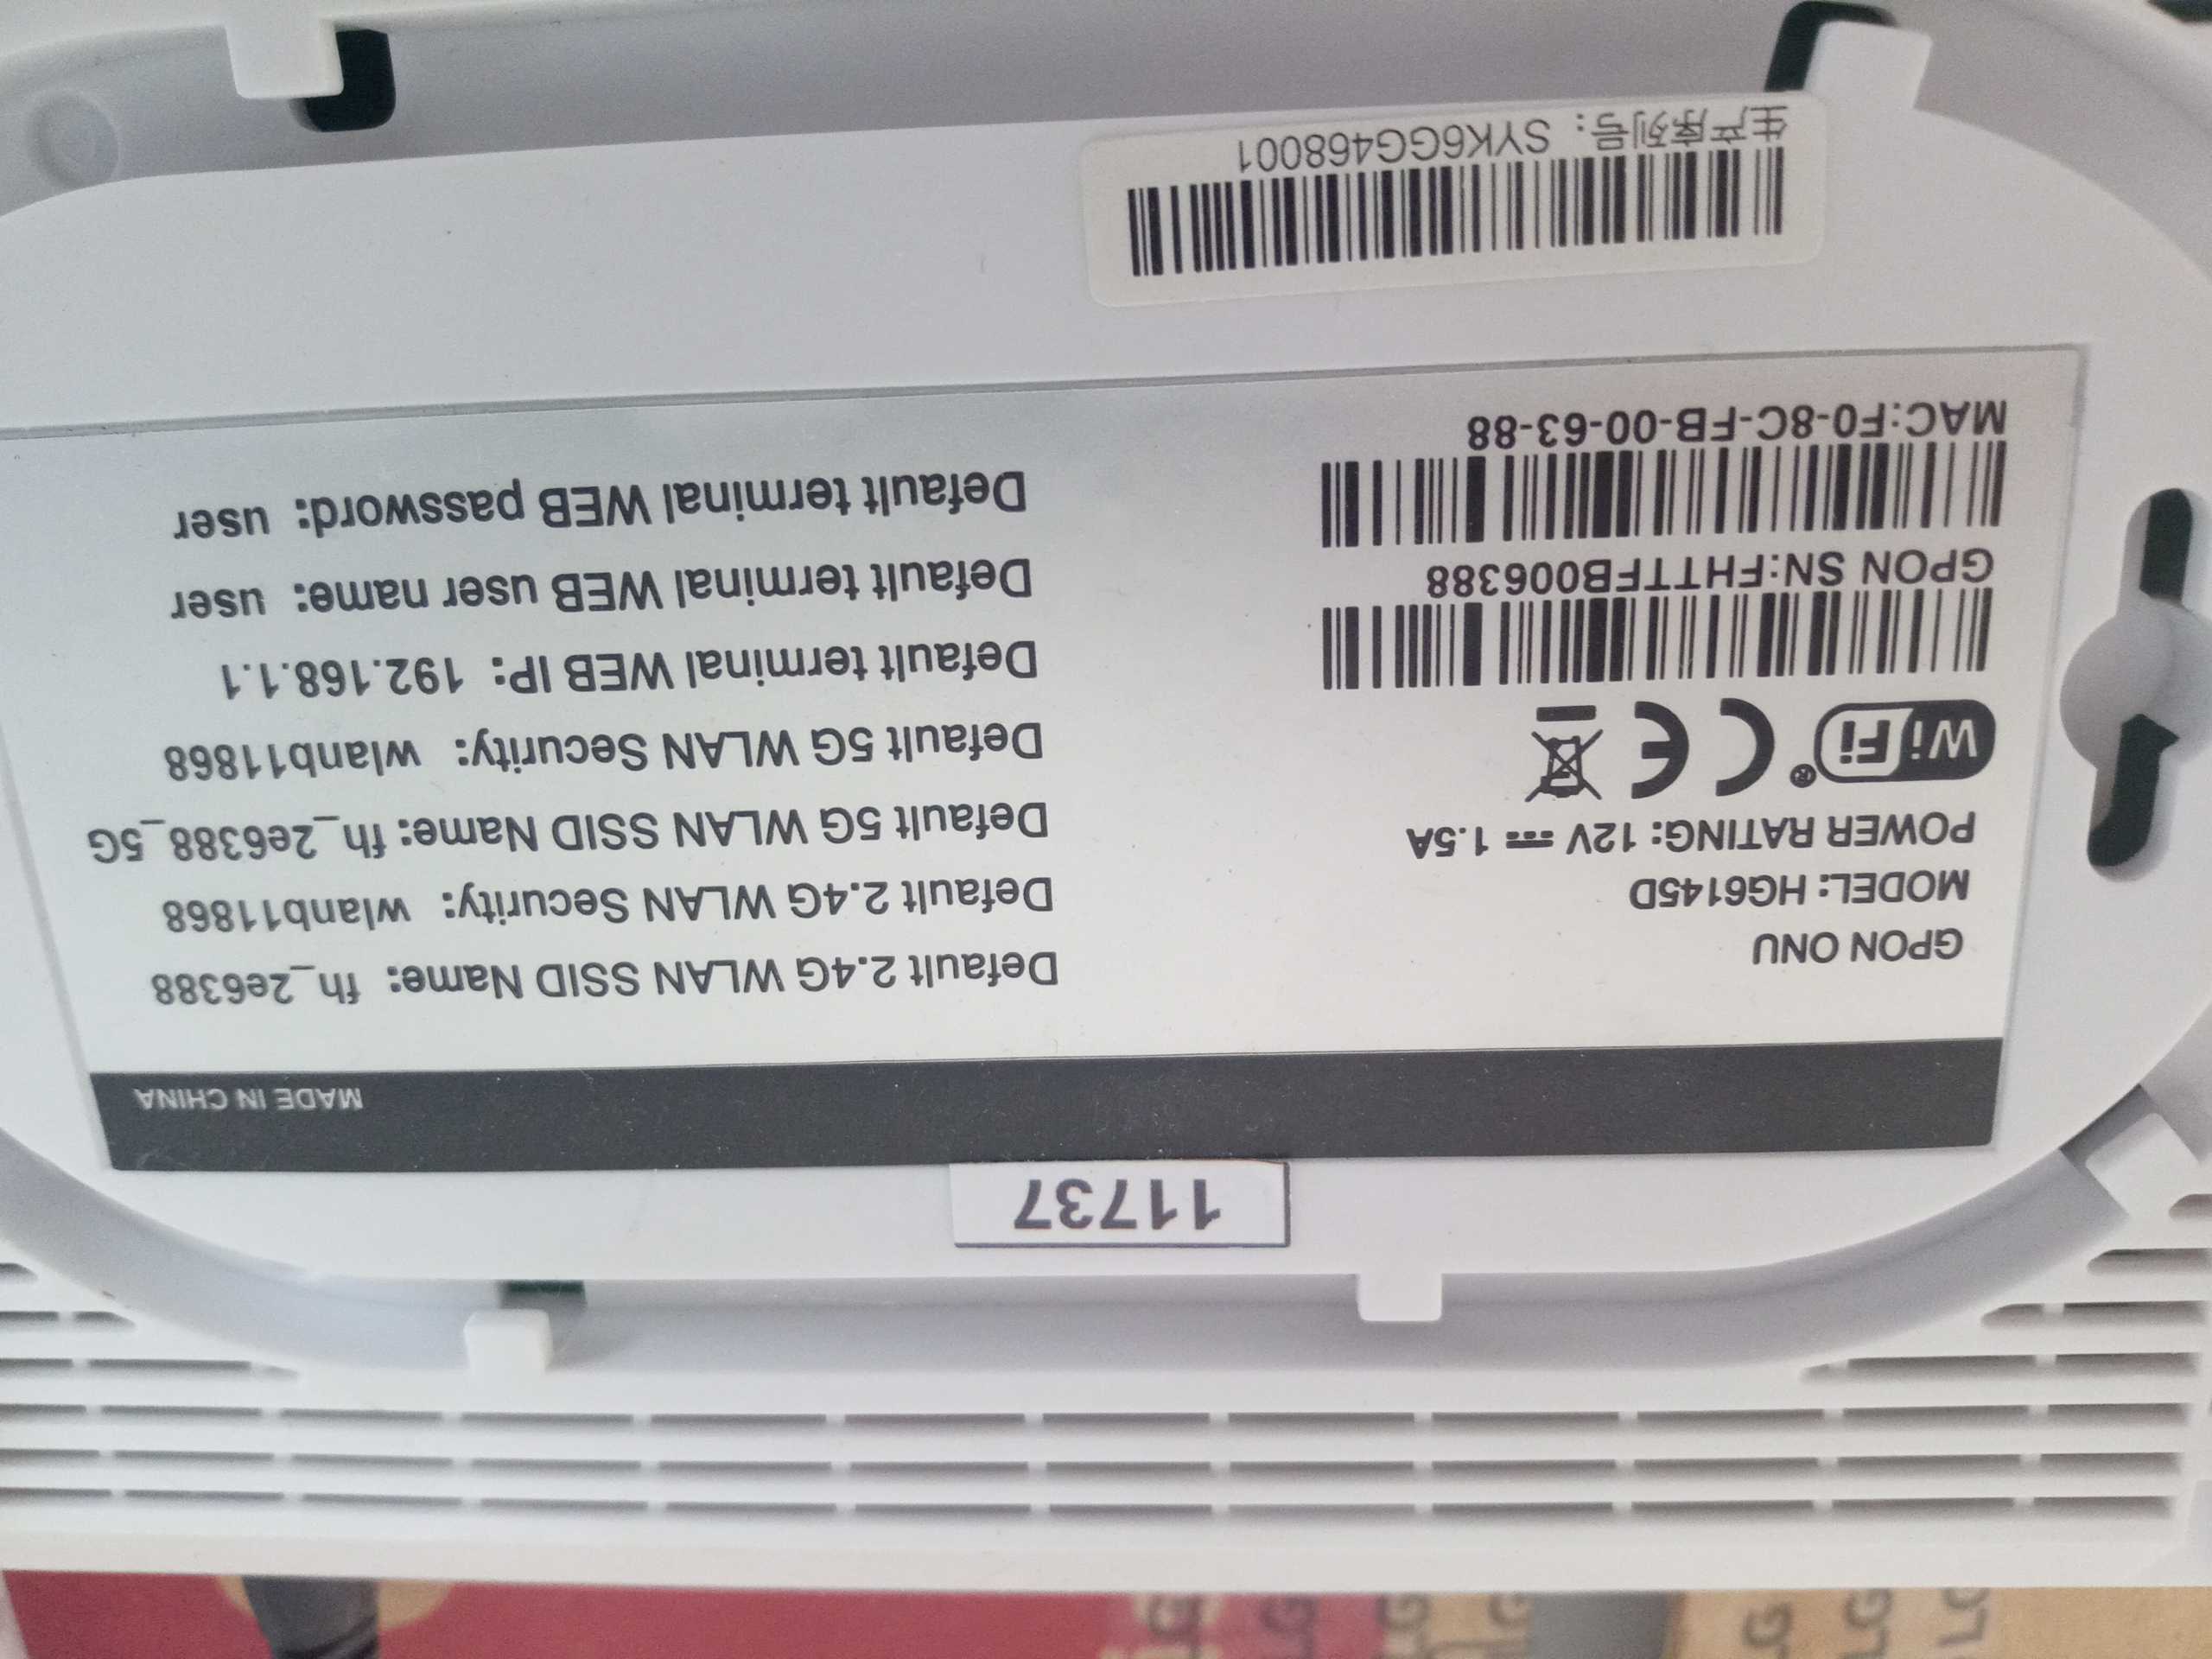 11737
MADE IN CHINA
GPON ONU
MODEL: HG6145D
POWER RATING: 12V ⎓ 1.5A
Wi Fi ® CE
GPON SN:FHTTFB006388
MAC:F0-8C-FB-00-63-88
Default 2.4G WLAN SSID Name: fh_2e6388
Default 2.4G WLAN Security: wlanb11868
Default 5G WLAN SSID Name: fh_2e6388_5G
Default 5G WLAN Security: wlanb11868
Default terminal WEB IP: 192.168.1.1
Default terminal WEB user name: user
Default terminal WEB password: user
生产序列号: SYK6GG468001